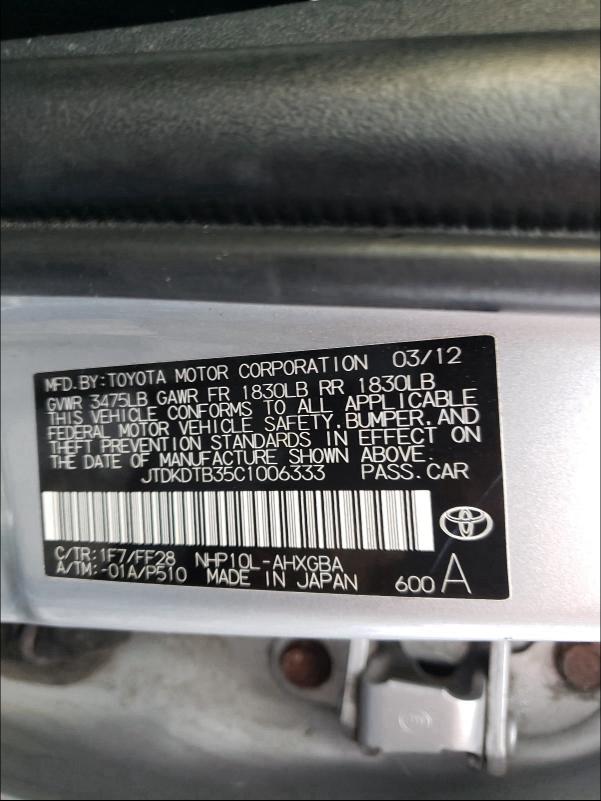 MFD. BY: TOYOTA MOTOR CORPORATION 03/12
GVWR 3475LB GAWR FR 1830LB RR 1830LB
THIS VEHICLE CONFORMS TO ALL APPLICABLE
FEDERAL MOTOR VEHICLE SAFETY, BUMPER, AND
THEFT PREVENTION STANDARDS IN EFFECT ON
THE DATE OF MANUFACTURE SHOWN ABOVE.
JTDKDTB35C1006333 PASS. CAR
C/TR: 1F7/FF28 NHP10L-AHXGBA
A/TM: -01A/P510 MADE IN JAPAN 600 A